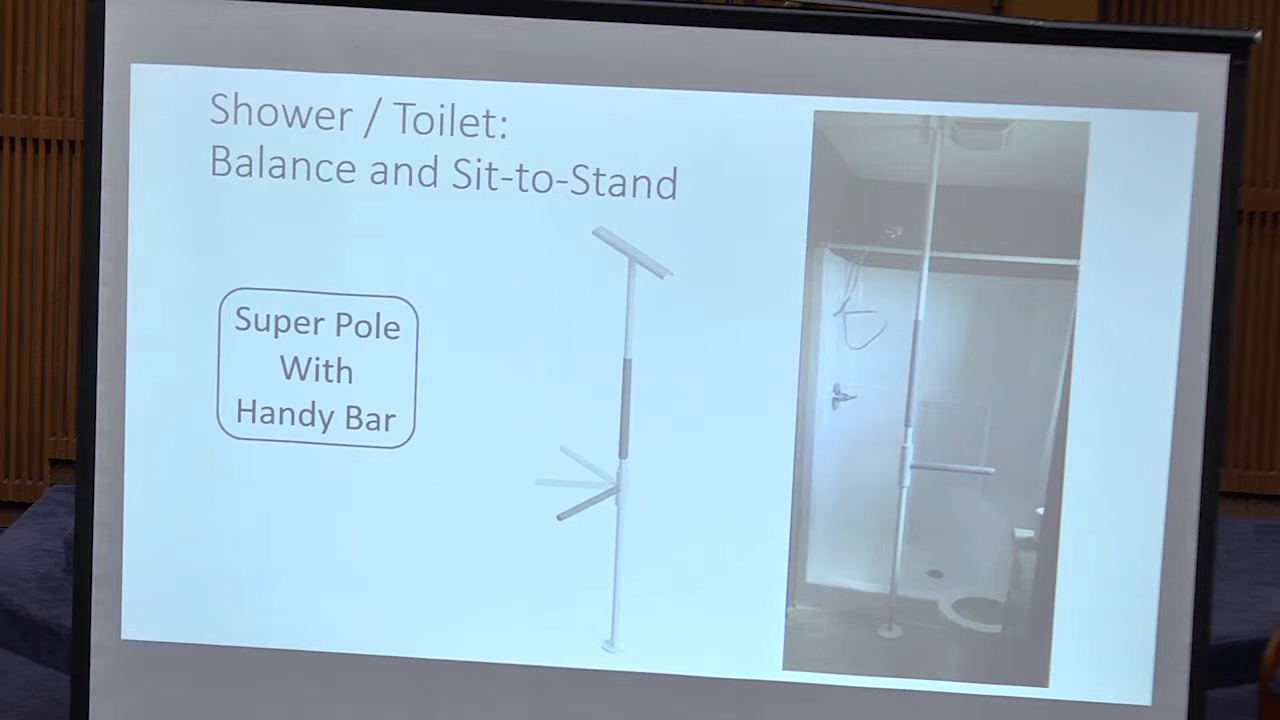 Shower / Toilet:
Balance and Sit-to-Stand
Super Pole
With
Handy Bar